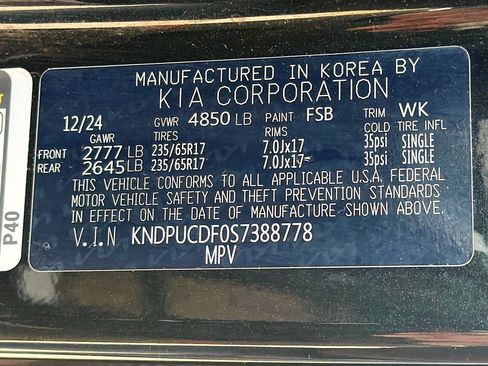 MANUFACTURED IN KOREA BY
KIA CORPORATION
12/24 GVWR 4850 LB PAINT FSB TRIM WK
GAWR TIRES RIMS COLD TIRE INFL
FRONT 2777 LB 235/65R17 7.0Jx17 35psi SINGLE
REAR 2645 LB 235/65R17 7.0Jx17 35psi SINGLE
THIS VEHICLE CONFORMS TO ALL APPLICABLE U.S.A. FEDERAL
MOTOR VEHICLE SAFETY AND THEFT PREVENTION STANDARDS
IN EFFECT ON THE DATE OF MANUFACTURE SHOWN ABOVE.
V.I.N KNDPUCDF0S7388778
MPV
P40